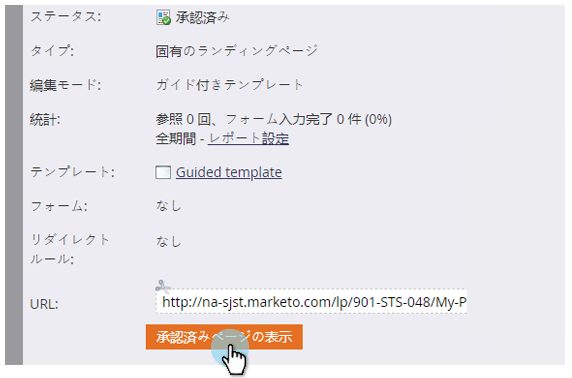 ステータス: 承認済み
タイプ: 固有のランディングページ
編集モード: ガイド付きテンプレート
統計: 参照 0 回、フォーム入力完了 0 件 (0%)
全期間 - レポート設定
テンプレート: Guided template
フォーム: なし
リダイレクト
ルール: なし
URL: http://na-sjst.marketo.com/lp/901-STS-048/My-P
承認済みページの表示